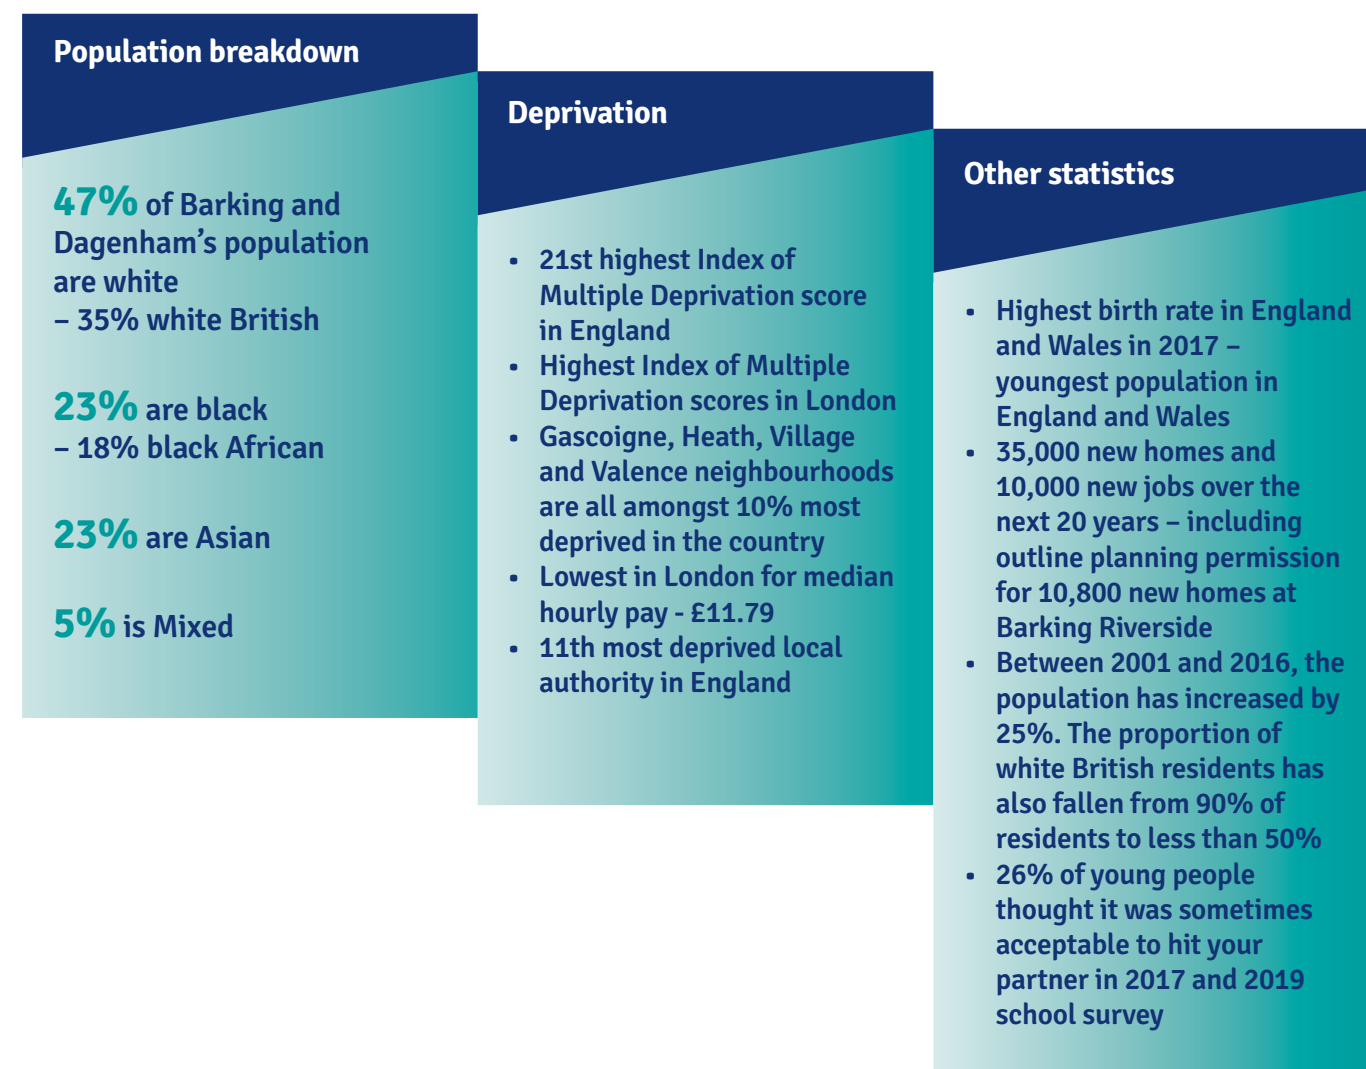 Population breakdown
47% of Barking and
Dagenham’s population
are white
– 35% white British
23% are black
– 18% black African
23% are Asian
5% is Mixed
Deprivation
• 21st highest Index of
Multiple Deprivation score
in England
• Highest Index of Multiple
Deprivation scores in London
• Gascoigne, Heath, Village
and Valence neighbourhoods
are all amongst 10% most
deprived in the country
• Lowest in London for median
hourly pay - £11.79
• 11th most deprived local
authority in England
Other statistics
• Highest birth rate in England
and Wales in 2017 –
youngest population in
England and Wales
• 35,000 new homes and
10,000 new jobs over the
next 20 years – including
outline planning permission
for 10,800 new homes at
Barking Riverside
• Between 2001 and 2016, the
population has increased by
25%. The proportion of
white British residents has
also fallen from 90% of
residents to less than 50%
• 26% of young people
thought it was sometimes
acceptable to hit your
partner in 2017 and 2019
school survey